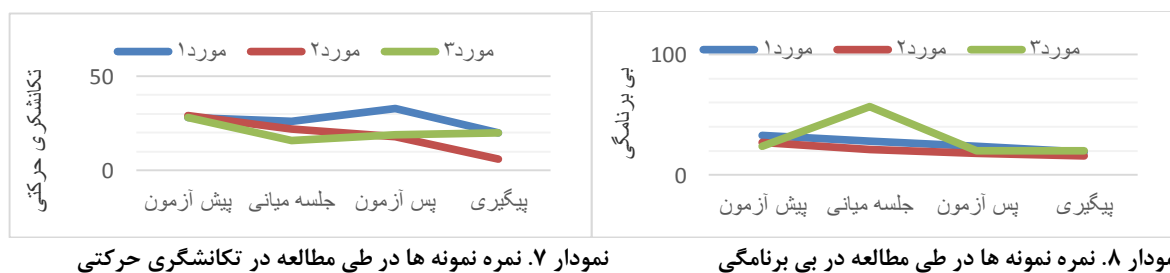 مورد۱ مورد۲ مورد۳
100
0
بی برنامگی
پیش آزمون جلسه میانی پس آزمون پیگیری
مودار ۸. نمره نمونه ها در طی مطالعه در بی برنامگی
مورد۱ مورد۲ مورد۳
50
0
تکانشگری حرکتی
پیش آزمون جلسه میانی پس آزمون پیگیری
نمودار ۷. نمره نمونه ها در طی مطالعه در تکانشگری حرکتی